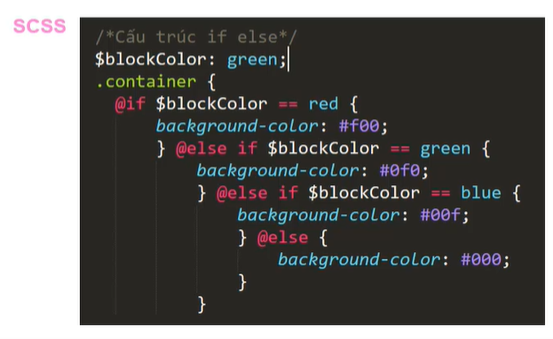 SCSS
/*Cấu trúc if else*/
$blockColor: green;
.container {
@if $blockColor == red {
background-color: #f00;
} @else if $blockColor == green {
background-color: #0f0;
} @else if $blockColor == blue {
background-color: #00f;
} @else {
background-color: #000;
}
}